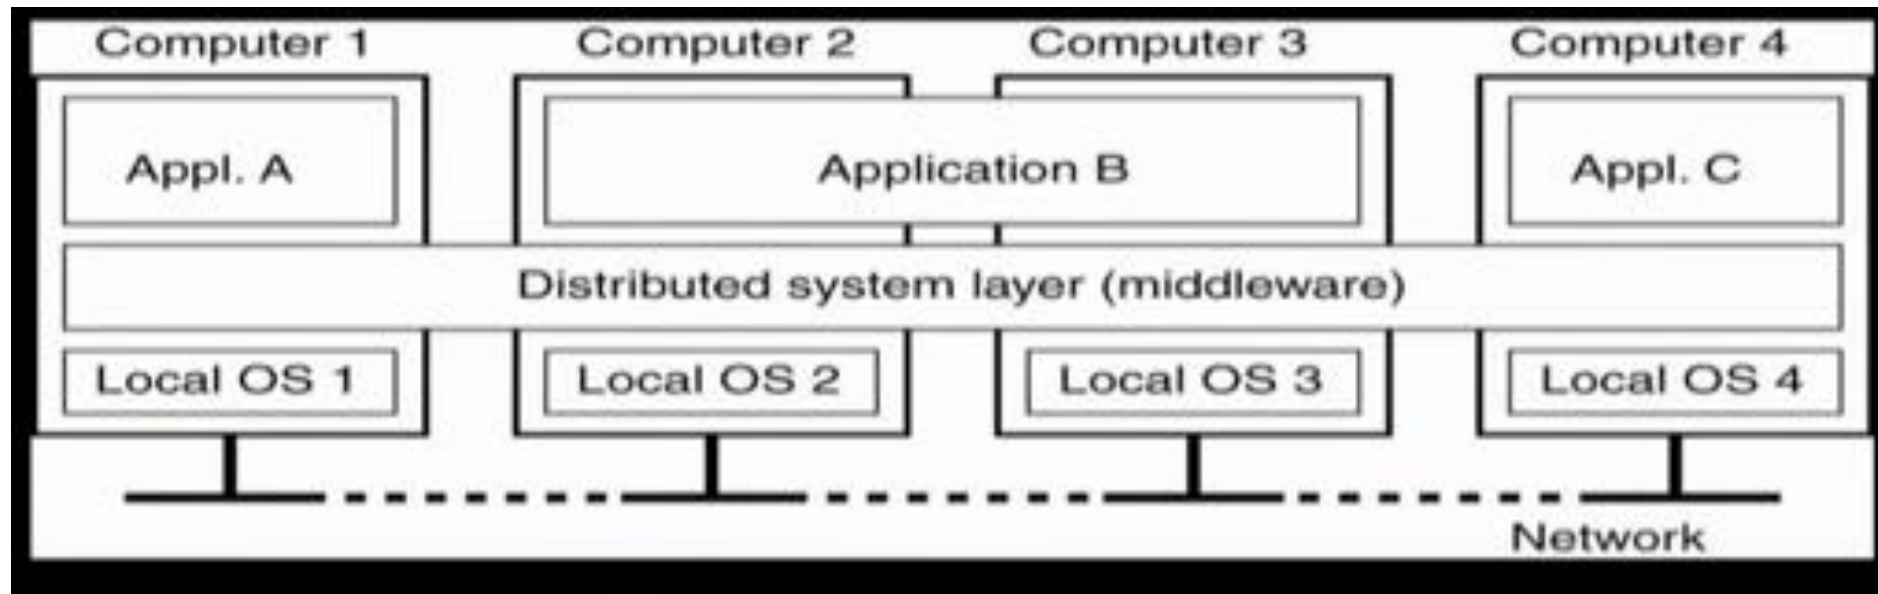 Computer 1 Computer 2 Computer 3 Computer 4
Appl. A Application B Appl. C
Distributed system layer (middleware)
Local OS 1 Local OS 2 Local OS 3 Local OS 4
Network